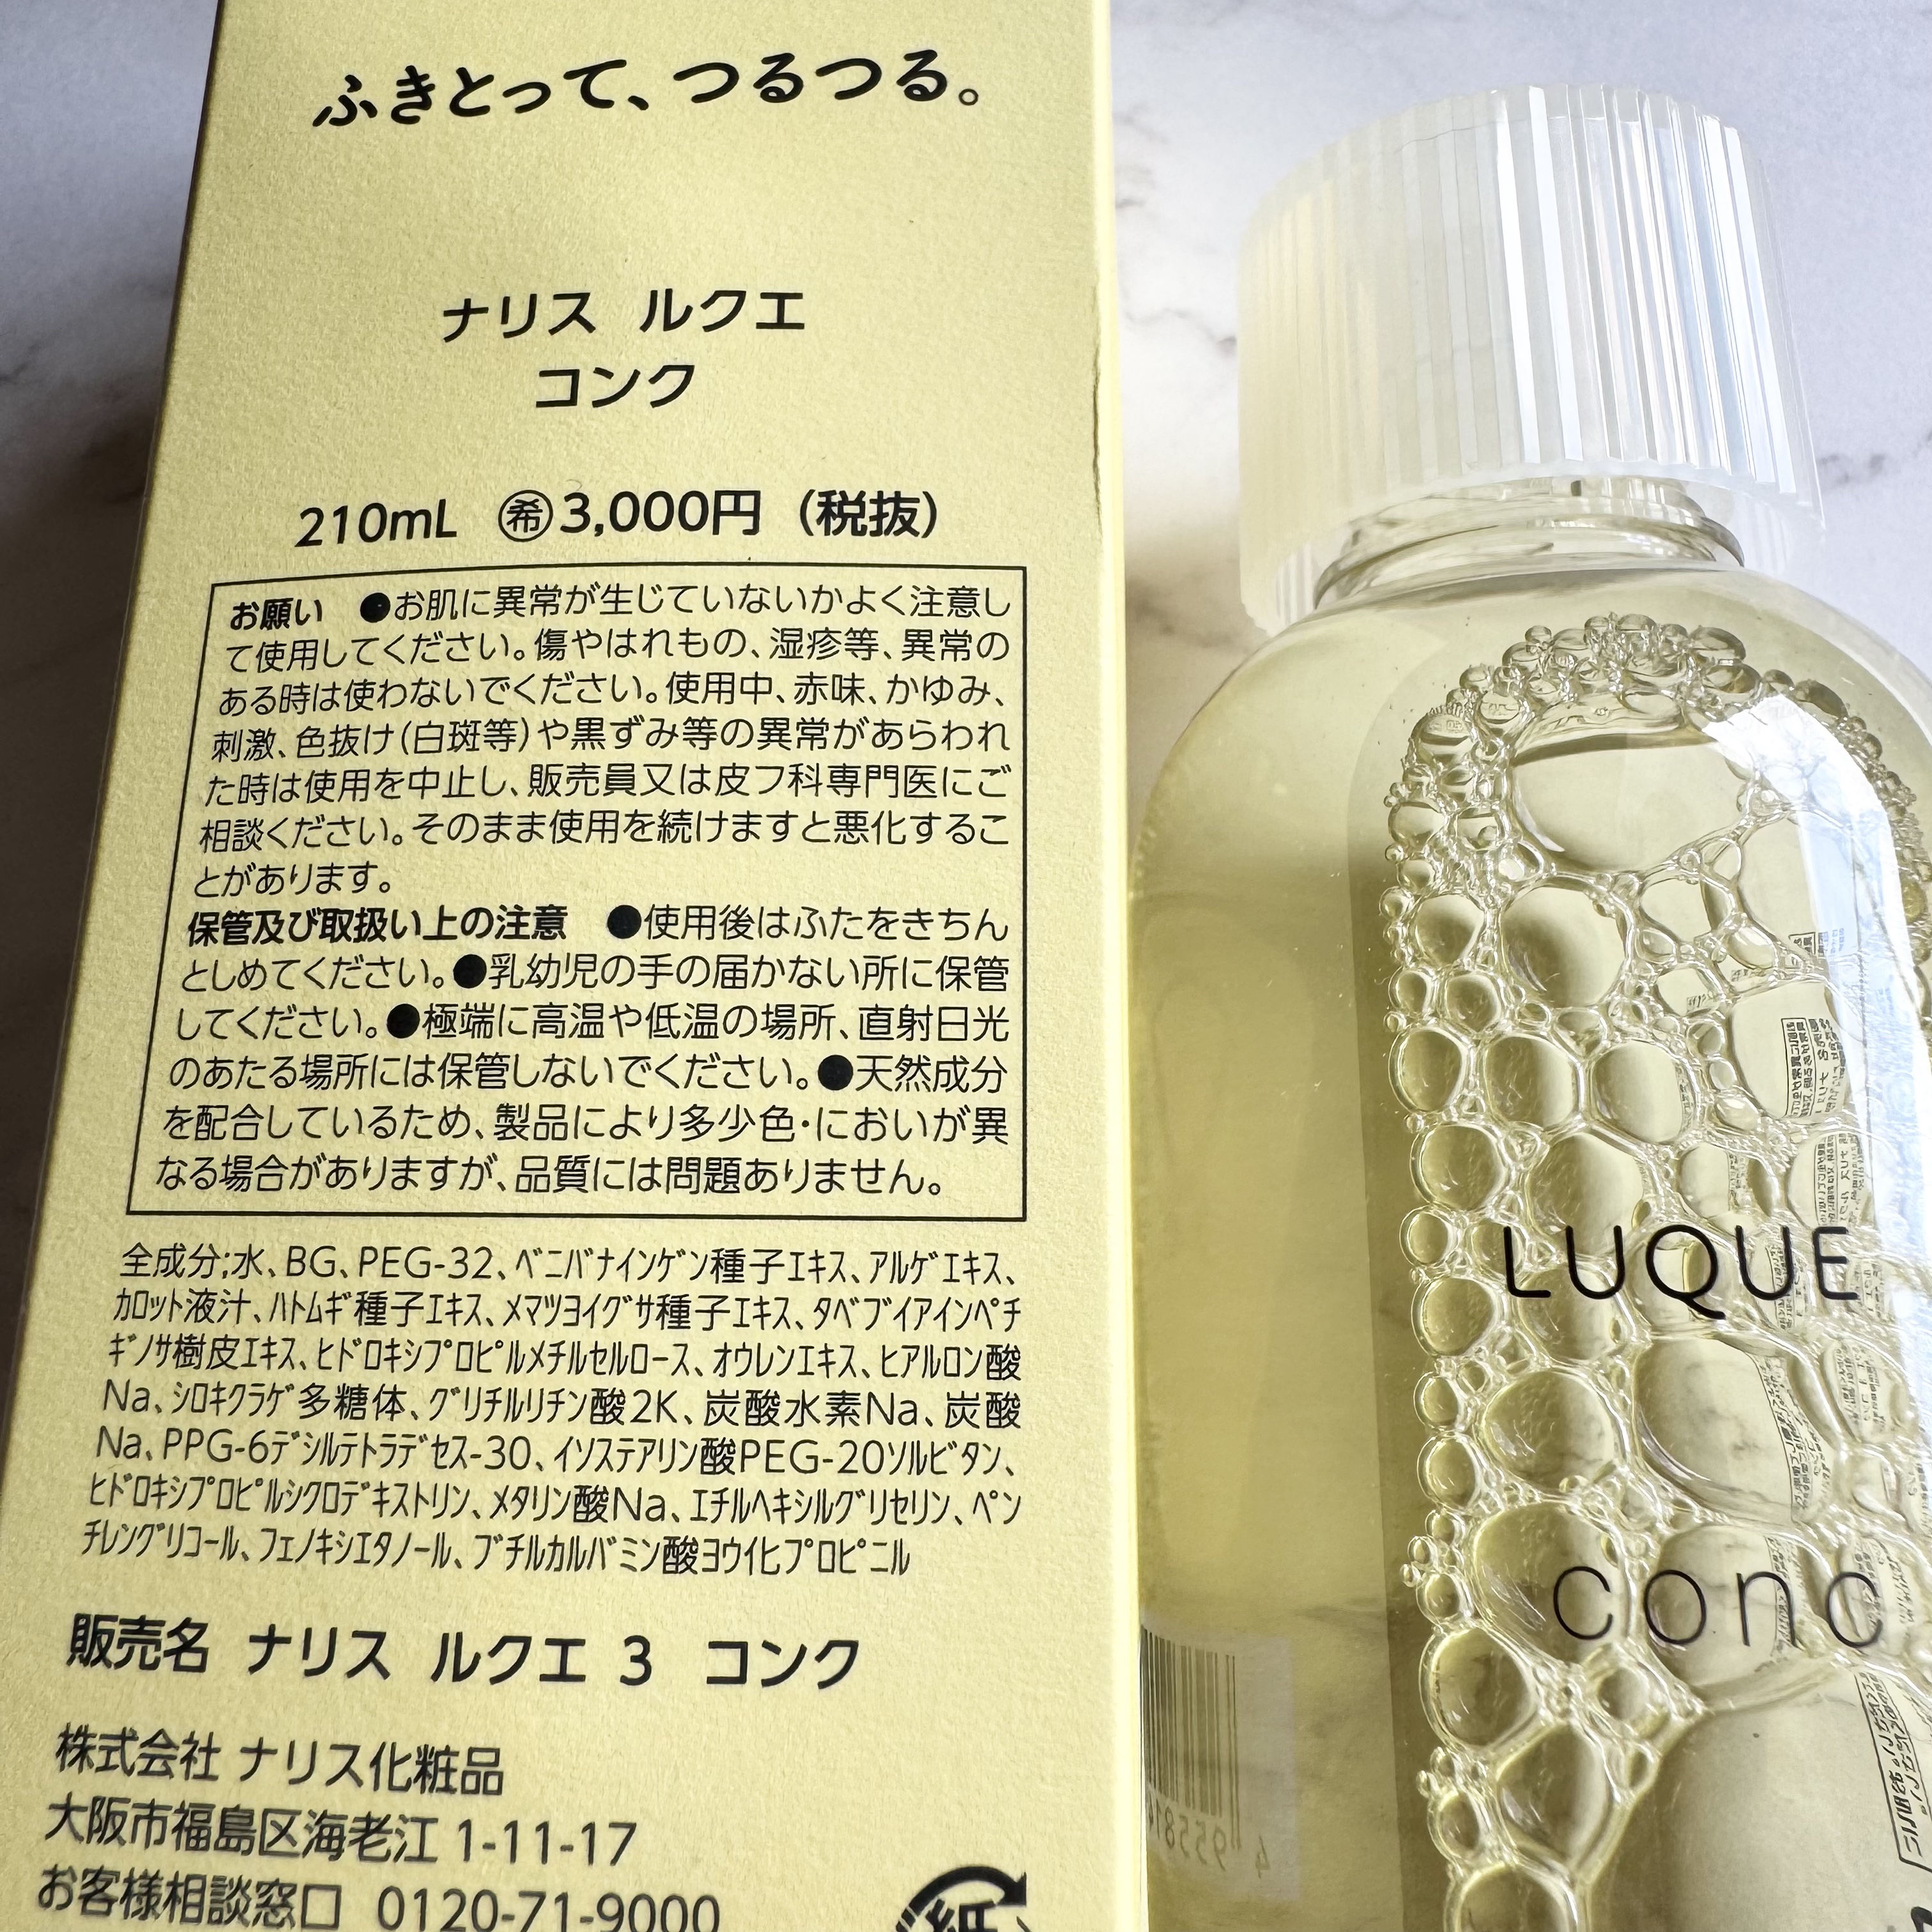 ふきとって、つるつる。
ナリス ルクエ
コンク
210mL ㊒3,000円（税抜）
お願い ●お肌に異常が生じていないかよく注意し
て使用してください。傷やはれもの、湿疹等、異常の
ある時は使わないでください。使用中、赤味、かゆみ、
刺激、色抜け(白斑等)や黒ずみ等の異常があらわれ
た時は使用を中止し、販売員又は皮フ科専門医にご
相談ください。そのまま使用を続けますと悪化するこ
とがあります。
保管及び取扱い上の注意 ●使用後はふたをきちん
としめてください。●乳幼児の手の届かない所に保管
してください。●極端に高温や低温の場所、直射日光
のあたる場所には保管しないでください。●天然成分
を配合しているため、製品により多少色・においが異
なる場合がありますが、品質には問題ありません。
全成分;水、BG、PEG-32、ﾍﾞﾆﾊﾞﾅｲﾝｹﾞﾝ種子ｴｷｽ、ｱﾙｹﾞｴｷｽ、
ｶﾛｯﾄ液汁、ﾊﾄﾑｷﾞ種子ｴｷｽ、ﾒﾏﾂﾖｲｸﾞｻ種子ｴｷｽ、ﾀﾍﾞﾌﾞｲｱｲﾝﾍﾟﾁ
ｷﾞﾉｻ樹皮ｴｷｽ、ﾋﾄﾞﾛｷｼﾌﾟﾛﾋﾟﾙﾒﾁﾙｾﾙﾛｰｽ、ｵｳﾚﾝｴｷｽ、ﾋｱﾙﾛﾝ酸
Na、ｼﾛｷｸﾗｹﾞ多糖体、ｸﾞﾘﾁﾙﾘﾁﾝ酸2K、炭酸水素Na、炭酸
Na、PPG-6ﾃﾞｼﾙﾃﾄﾗﾃﾞｾｽ-30、ｲｿｽﾃｱﾘﾝ酸PEG-20ｿﾙﾋﾞﾀﾝ、
ﾋﾄﾞﾛｷｼﾌﾟﾛﾋﾟﾙｼｸﾛﾃﾞｷｽﾄﾘﾝ、ﾒﾀﾘﾝ酸Na、ｴﾁﾙﾍｷｼﾙｸﾞﾘｾﾘﾝ、ﾍﾟﾝ
ﾁﾚﾝｸﾞﾘｺｰﾙ、ﾌｪﾉｷｼｴﾀﾉｰﾙ、ﾌﾞﾁﾙｶﾙﾊﾞﾐﾝ酸ﾖｳ化ﾌﾟﾛﾋﾟﾆﾙ
販売名 ナリス ルクエ 3 コンク
株式会社 ナリス化粧品
大阪市福島区海老江 1-11-17
お客様相談窓口 0120-71-9000
紙
LUQUE
conc